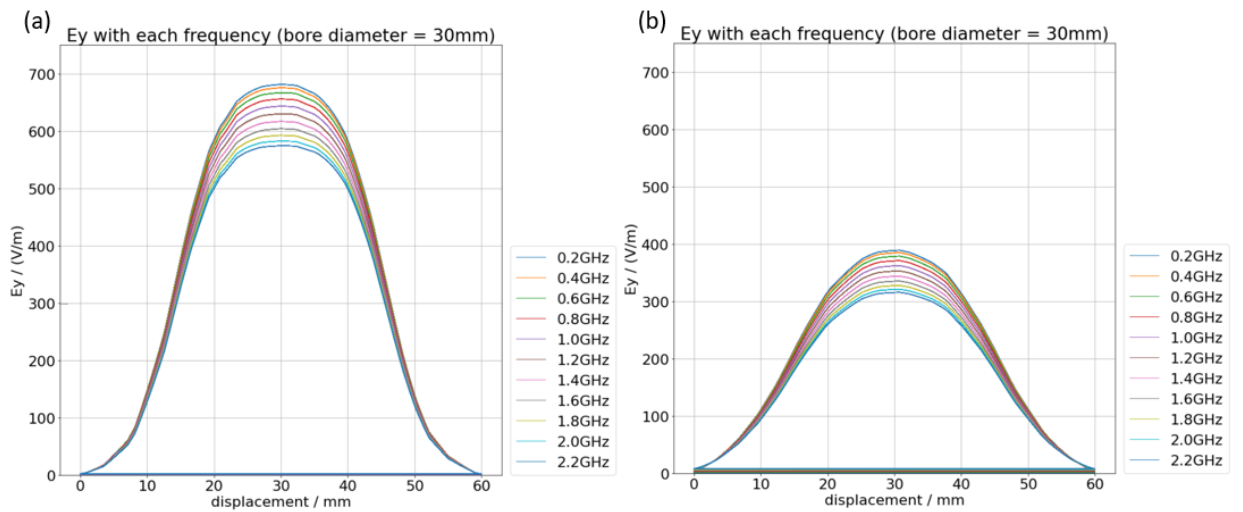 (a)
Ey with each frequency (bore diameter = 30mm)
700
600
500
400
300
200
100
0
Ey / (V/m)
0 10 20 30 40 50 60
displacement / mm
0.2GHz
0.4GHz
0.6GHz
0.8GHz
1.0GHz
1.2GHz
1.4GHz
1.6GHz
1.8GHz
2.0GHz
2.2GHz
(b)
Ey with each frequency (bore diameter = 30mm)
700
600
500
400
300
200
100
0
Ey / (V/m)
0 10 20 30 40 50 60
displacement / mm
0.2GHz
0.4GHz
0.6GHz
0.8GHz
1.0GHz
1.2GHz
1.4GHz
1.6GHz
1.8GHz
2.0GHz
2.2GHz